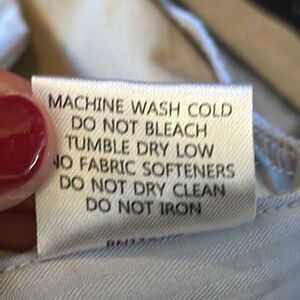 MACHINE WASH COLD
DO NOT BLEACH
TUMBLE DRY LOW
NO FABRIC SOFTENERS
DO NOT DRY CLEAN
DO NOT IRON